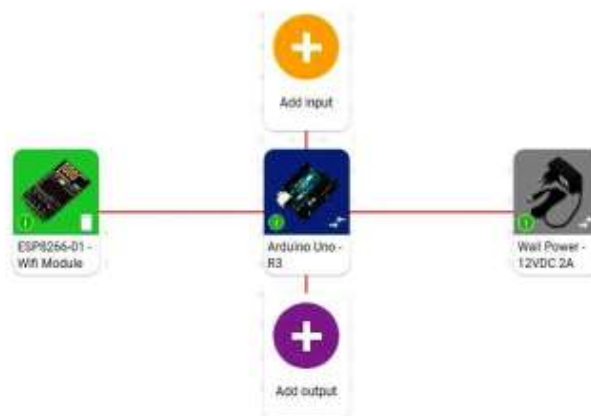 Add input
ESP8266-01 -
Wifi Module
Arduino Uno -
R3
Wall Power -
12VDC 2A
Add output